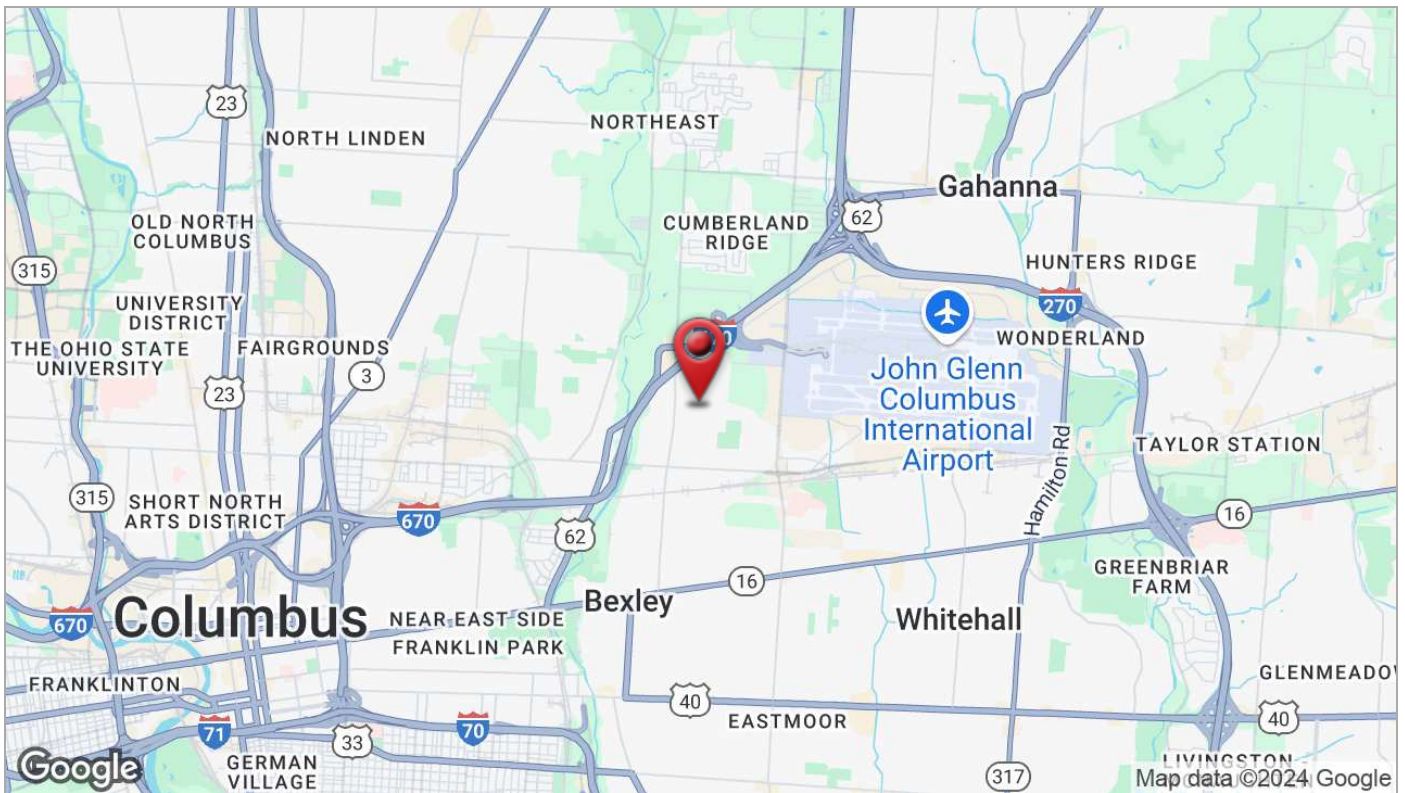 23
NORTH LINDEN
NORTHEAST
Gahanna
62
OLD NORTH
COLUMBUS
CUMBERLAND
RIDGE
315
HUNTERS RIDGE
UNIVERSITY
DISTRICT
270
THE OHIO STATE
UNIVERSITY
FAIRGROUNDS
3
23
WONDERLAND
John Glenn
Columbus
International
Airport
Hamilton Rd
TAYLOR STATION
315
SHORT NORTH
ARTS DISTRICT
670
62
16
16
GREENBRIAR
FARM
670
Columbus
NEAR EAST SIDE
FRANKLIN PARK
Bexley
Whitehall
FRANKLINTON
GLENMEADOW
40
EASTMOOR
40
71
33
70
GERMAN
VILLAGE
317
LIVINGSTON -
Google
Map data ©2024 Google